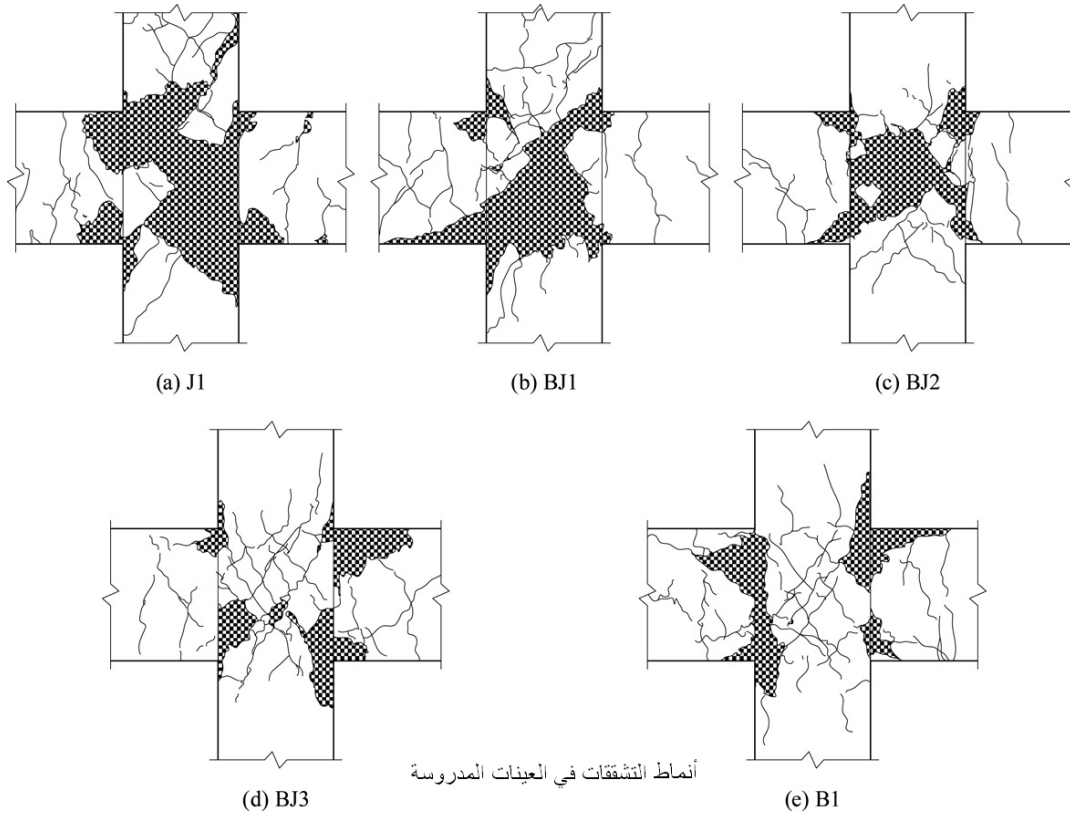 (a) J1
(b) BJ1
(c) BJ2
أنماط التشققات في العينات المدروسة
(d) BJ3
(e) B1